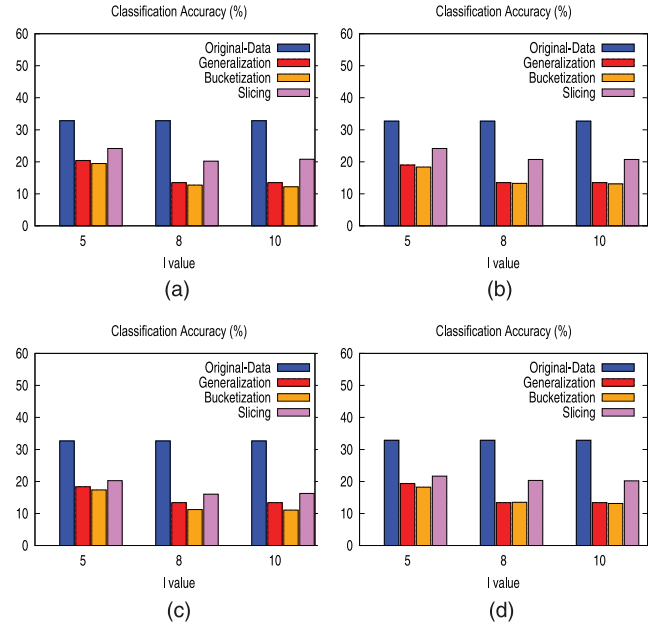 Classification Accuracy (%)
60
50
40
30
20
10
0
Original-Data
Generalization
Bucketization
Slicing
5 8 10
l value
(a)
Classification Accuracy (%)
60
50
40
30
20
10
0
Original-Data
Generalization
Bucketization
Slicing
5 8 10
l value
(b)
Classification Accuracy (%)
60
50
40
30
20
10
0
Original-Data
Generalization
Bucketization
Slicing
5 8 10
l value
(c)
Classification Accuracy (%)
60
50
40
30
20
10
0
Original-Data
Generalization
Bucketization
Slicing
5 8 10
l value
(d)